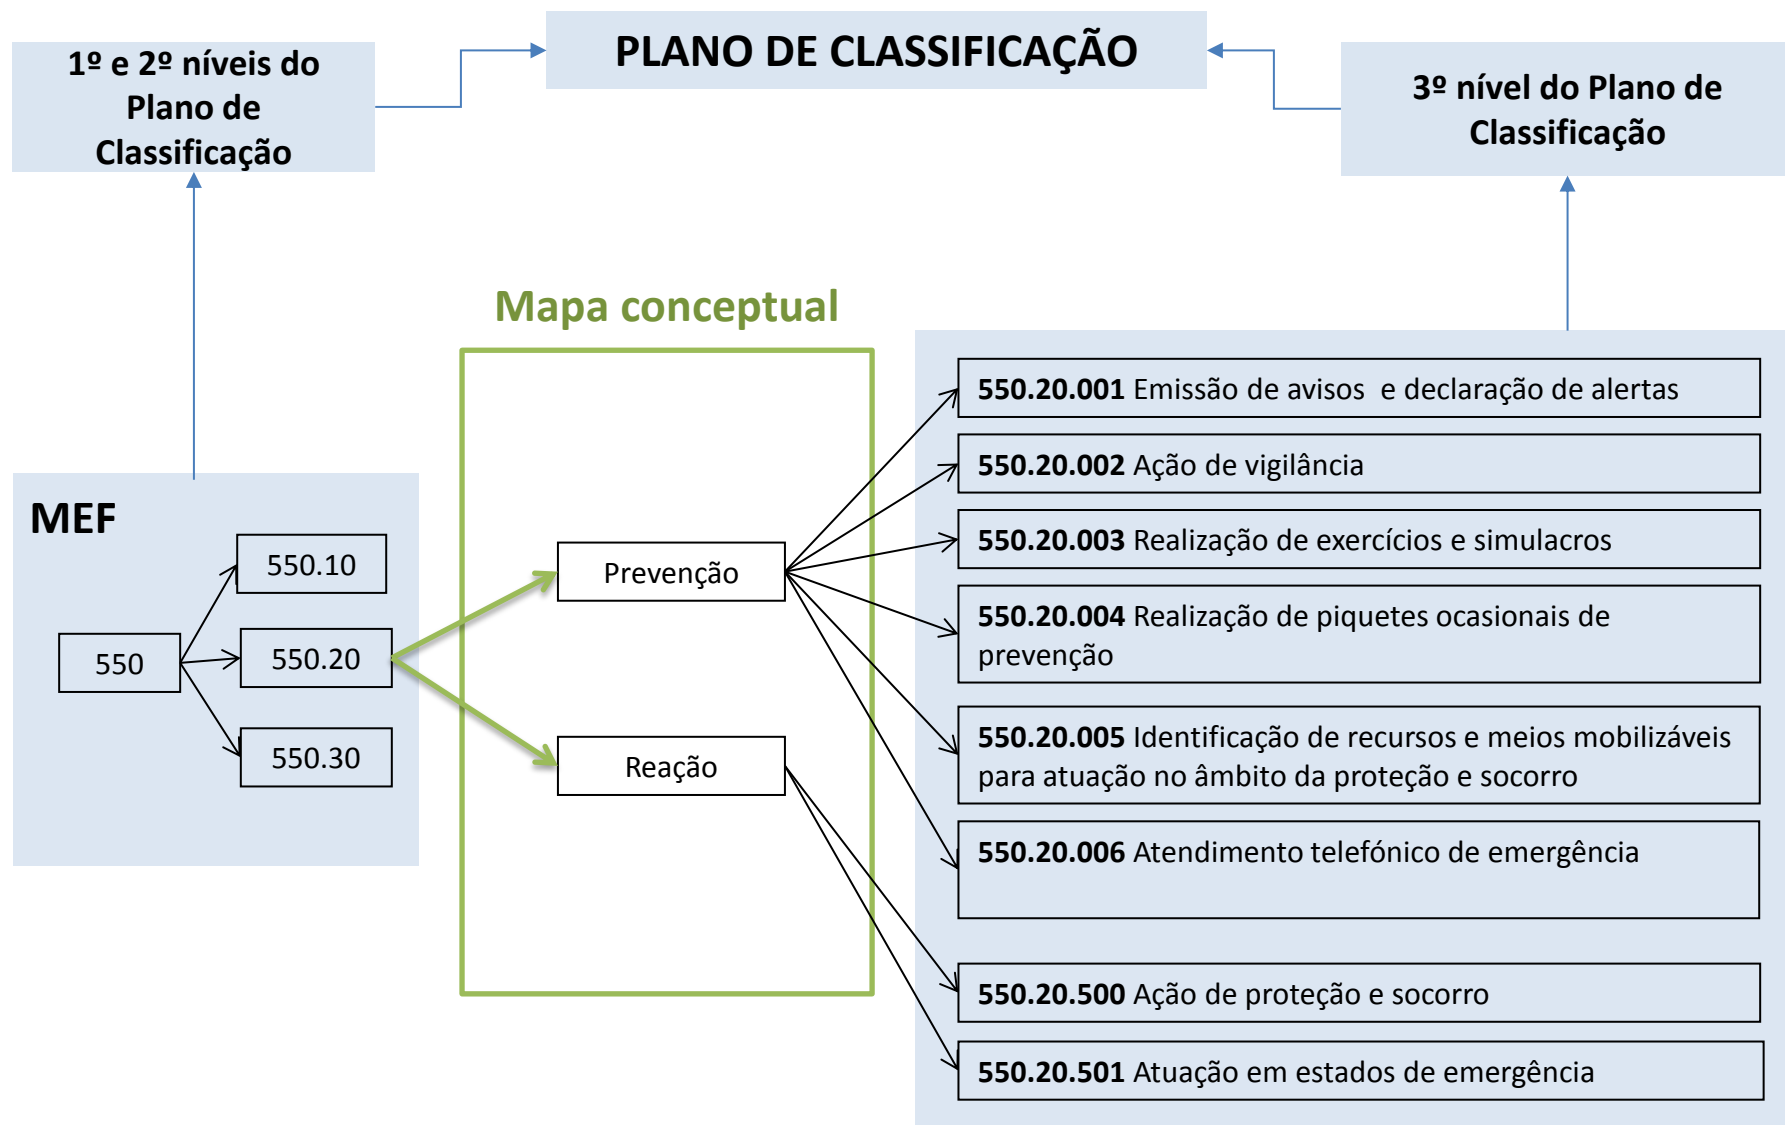 PLANO DE CLASSIFICAÇÃO
1º e 2º níveis do
Plano de
Classificação
3º nível do Plano de
Classificação
Mapa conceptual
MEF
550
550.10
550.20
550.30
Prevenção
Reação
550.20.001 Emissão de avisos e declaração de alertas
550.20.002 Ação de vigilância
550.20.003 Realização de exercícios e simulacros
550.20.004 Realização de piquetes ocasionais de
prevenção
550.20.005 Identificação de recursos e meios mobilizáveis
para atuação no âmbito da proteção e socorro
550.20.006 Atendimento telefónico de emergência
550.20.500 Ação de proteção e socorro
550.20.501 Atuação em estados de emergência